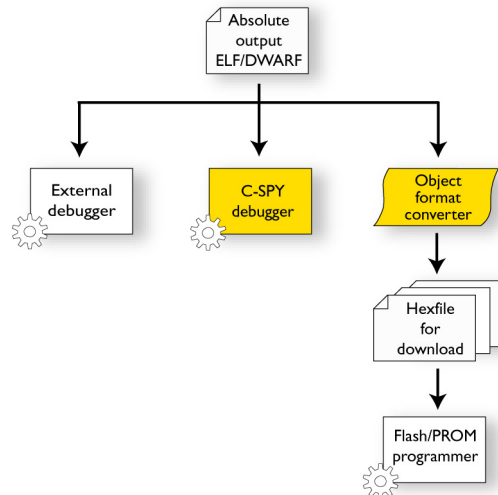 Absolute
output
ELF/DWARF
External
debugger
C-SPY
debugger
Object
format
converter
Hexfile
for
download
Flash/PROM
programmer